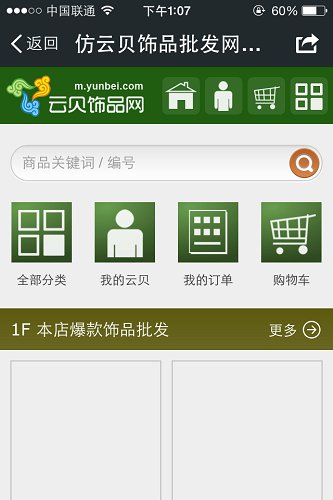 中国联通 下午1:07 60%
返回 仿云贝饰品批发网...
m.yunbei.com
云贝饰品网
商品关键词 / 编号
全部分类 我的云贝 我的订单 购物车
1F 本店爆款饰品批发 更多